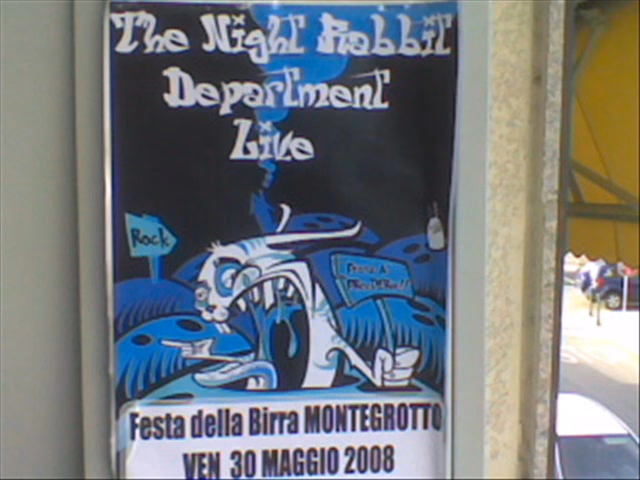 The Night Rabbit
Department
Live
Rock
Festa della Birra MONTEGROTTO
VEN 30 MAGGIO 2008